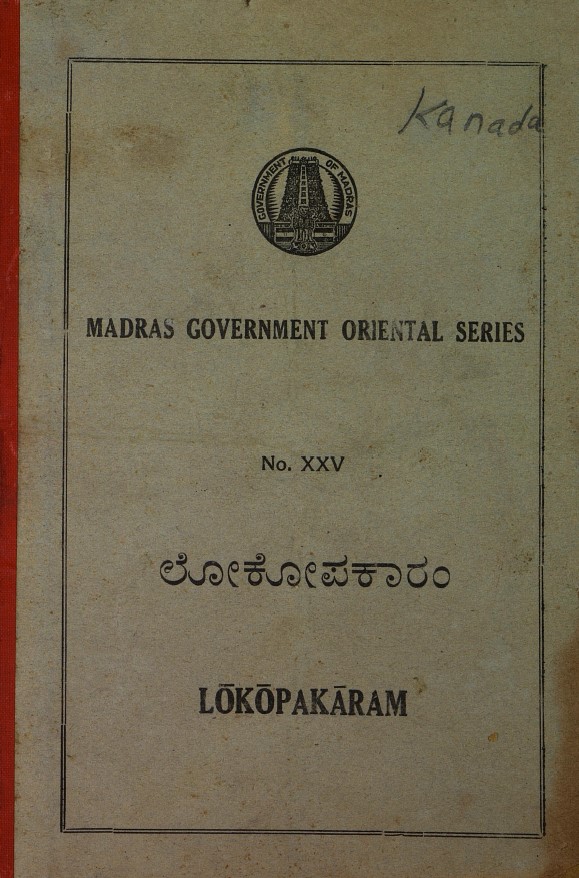 Kanada
GOVERNMENT OF MADRAS
MADRAS GOVERNMENT ORIENTAL SERIES
No. XXV
ಲೋಕೋಪಕಾರಂ
LŌKŌPAKĀRAM